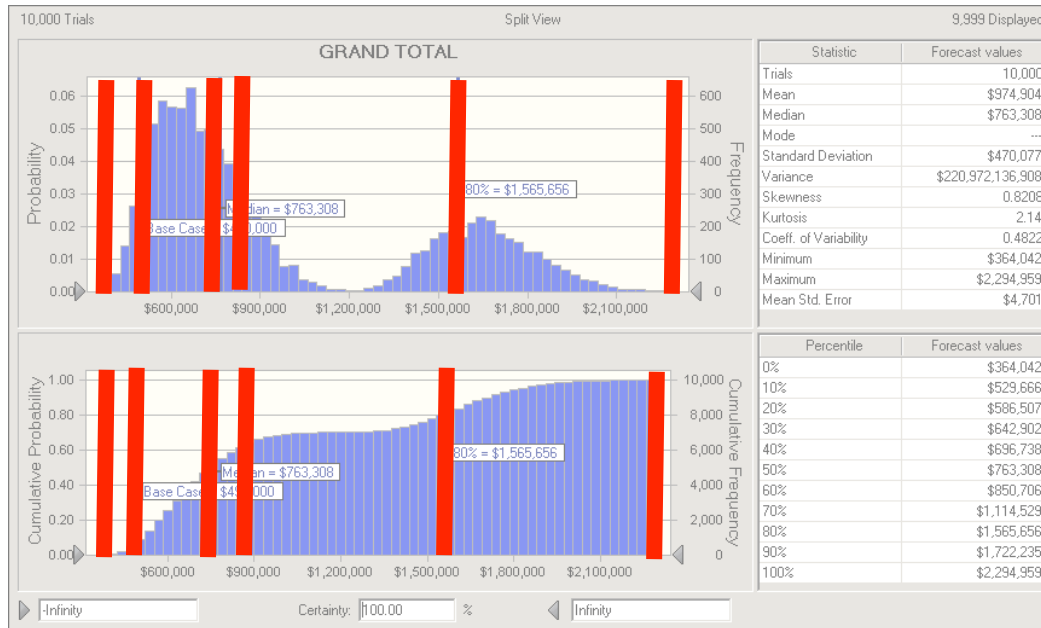 10,000 Trials
Split View
9,999 Displayed
GRAND TOTAL
Probability
0.06
0.05
0.04
0.03
0.02
0.01
0.00
Frequency
600
500
400
300
200
100
0
80% = $1,565,656
Median = $763,308
$600,000
$900,000
$1,200,000
$1,500,000
$1,800,000
$2,100,000
Statistic Forecast values
Trials 10,000
Mean $974,904
Median $763,308
Mode ---
Standard Deviation $470,077
Variance $220,972,136,908
Skewness 0.8208
Kurtosis 2.14
Coeff. of Variability 0.4822
Minimum $364,042
Maximum $2,294,959
Mean Std. Error $4,701
Cumulative Probability
1.00
0.80
0.60
0.40
0.20
0.00
Cumulative Frequency
10,000
8,000
6,000
4,000
2,000
0
80% = $1,565,656
Median = $763,308
Base Case
$600,000
$900,000
$1,200,000
$1,500,000
$1,800,000
$2,100,000
Percentile Forecast values
0% $364,042
10% $529,666
20% $586,507
30% $642,902
40% $696,738
50% $763,308
60% $850,706
70% $1,114,529
80% $1,565,656
90% $1,722,235
100% $2,294,959
-Infinity
Certainty: 100.00 %
Infinity